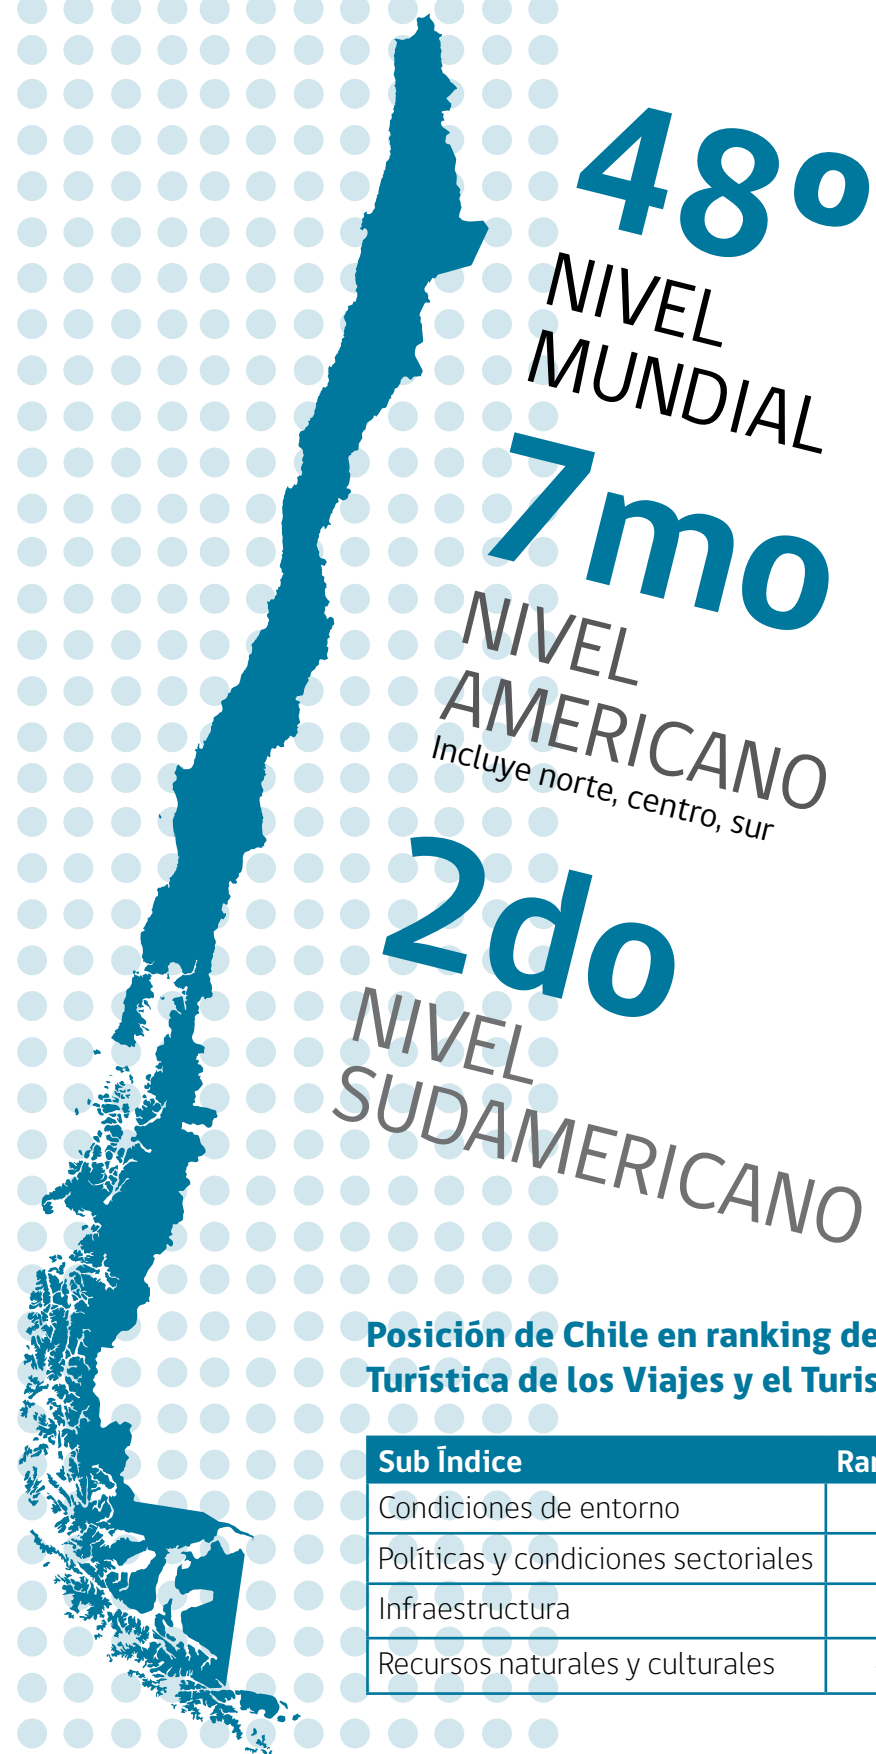 48º
NIVEL
MUNDIAL
7mo
NIVEL
AMERICANO
Incluye norte, centro, sur
2do
NIVEL
SUDAMERICANO
Posición de Chile en ranking de
Turística de los Viajes y el Turis
Sub Índice Ran
Condiciones de entorno
Políticas y condiciones sectoriales
Infraestructura
Recursos naturales y culturales